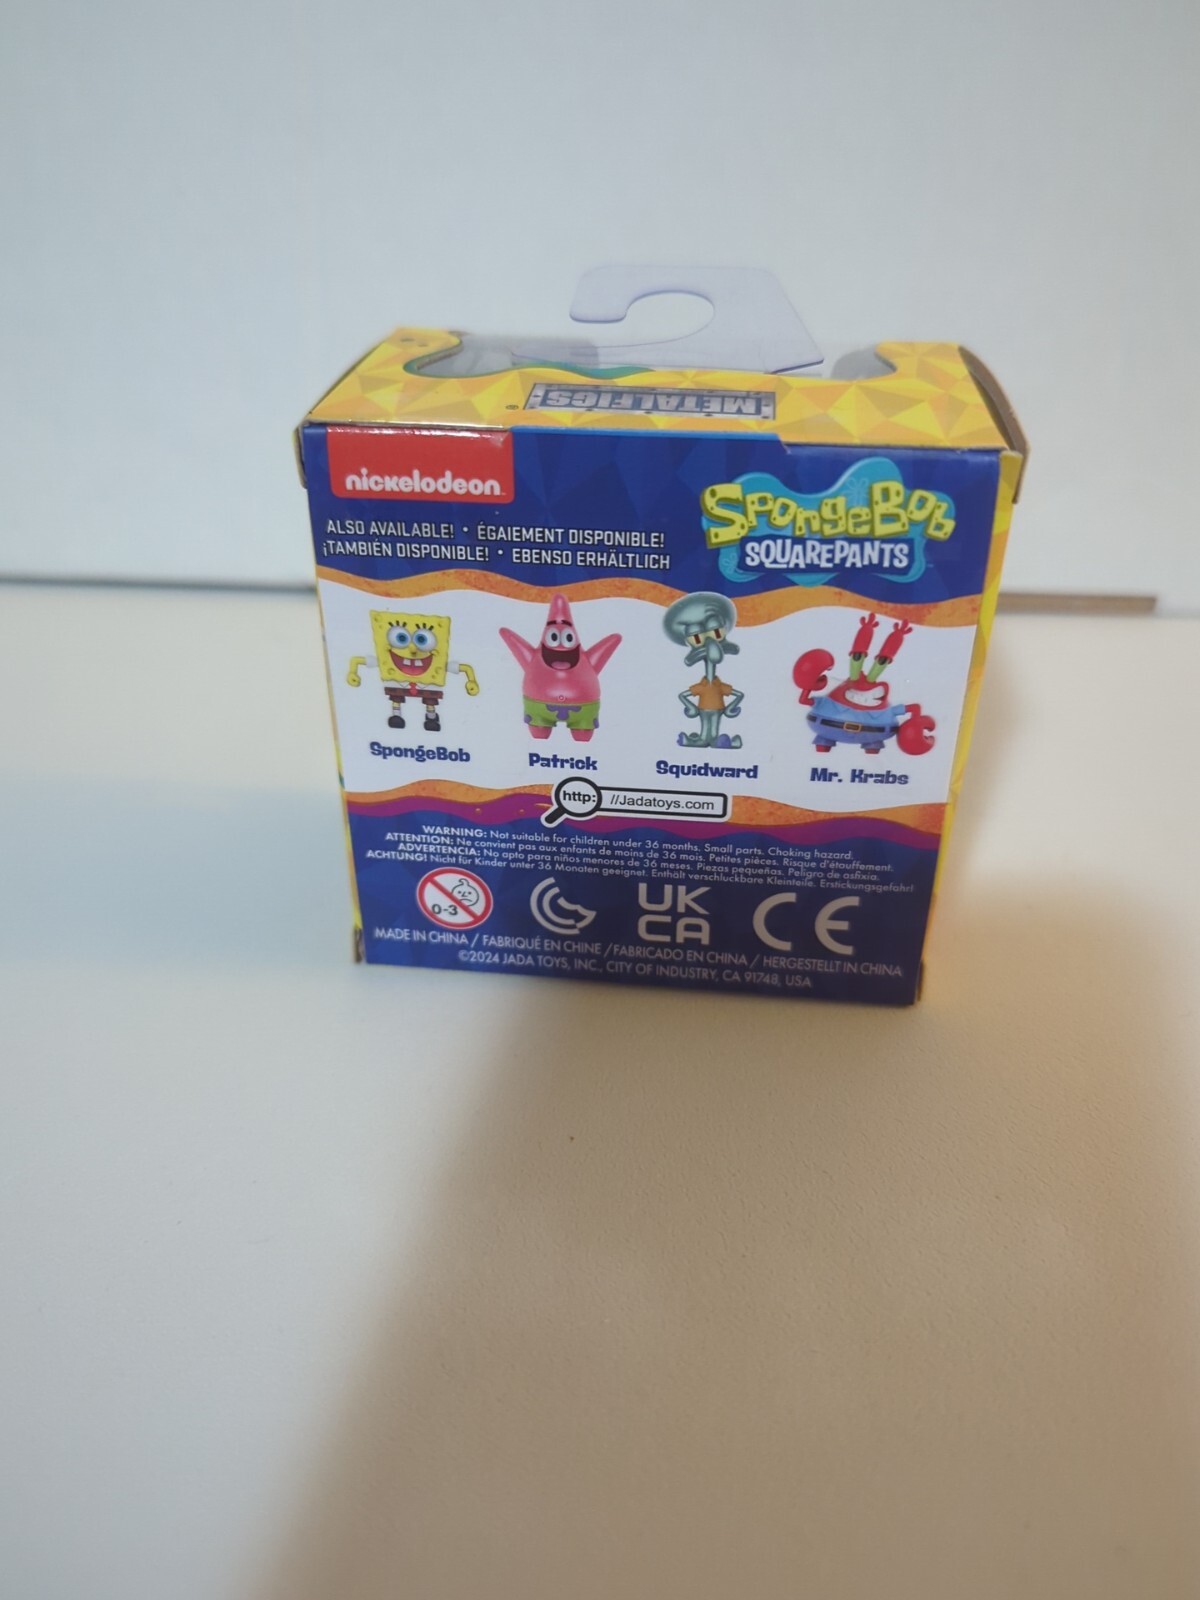 METALFIGS
nickelodeon
SPONGEBOB
SQUAREPANTS
ALSO AVAILABLE! • ÉGAIEMENT DISPONIBLE!
¡TAMBIÉN DISPONIBLE! • EBENSO ERHÄLTLICH
SpongeBob
Patrick
Squidward
Mr. Krabs
http: //Jadatoys.com
WARNING: Not suitable for children under 36 months. Small parts. Choking hazard.
ATTENTION: Ne convient pas aux enfants de moins de 36 mois. Petites pièces. Risque d'étouffement.
ADVERTENCIA: No apto para niños menores de 36 meses. Piezas pequeñas. Peligro de asfixia.
ACHTUNG! Nicht für Kinder unter 36 Monaten geeignet. Enthält verschluckbare Kleinteile. Erstickungsgefahr!
0-3
UK
CA
CE
MADE IN CHINA / FABRIQUÉ EN CHINE / FABRICADO EN CHINA / HERGESTELLT IN CHINA
©2024 JADA TOYS, INC., CITY OF INDUSTRY, CA 91748, USA